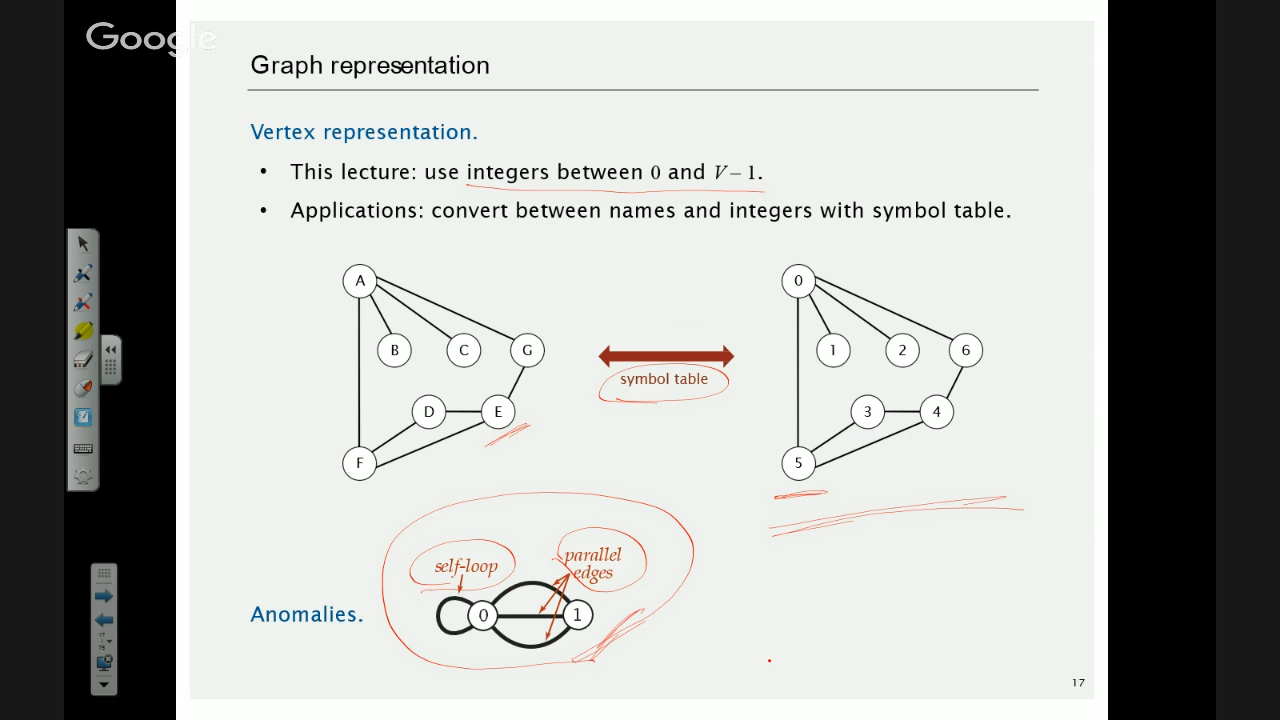 Google
Graph representation
Vertex representation.
• This lecture: use integers between 0 and V – 1.
• Applications: convert between names and integers with symbol table.
A
B
C
G
D
E
F
symbol table
0
1
2
6
3
4
5
Anomalies.
self-loop
parallel
edges
0
1
17